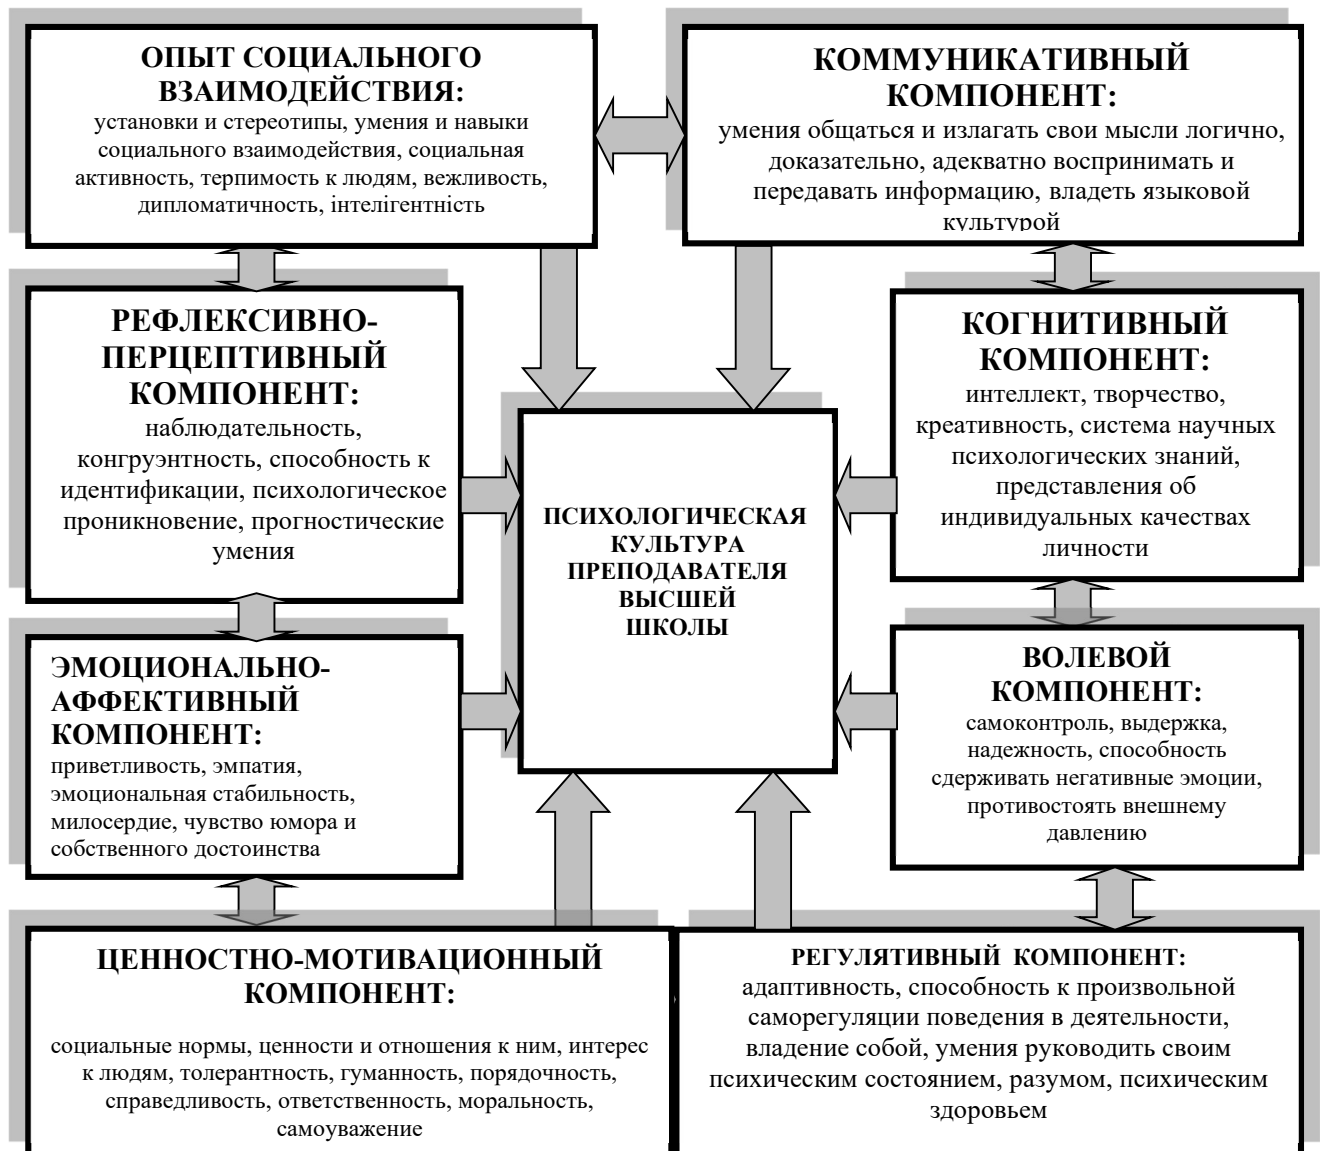 ОПЫТ СОЦИАЛЬНОГО
ВЗАИМОДЕЙСТВИЯ:
установки и стереотипы, умения и навыки
социального взаимодействия, социальная
активность, терпимость к людям, вежливость,
дипломатичность, інтелігентність
КОММУНИКАТИВНЫЙ
КОМПОНЕНТ:
умения общаться и излагать свои мысли логично,
доказательно, адекватно воспринимать и
передавать информацию, владеть языковой
культурой
РЕФЛЕКСИВНО-
ПЕРЦЕПТИВНЫЙ
КОМПОНЕНТ:
наблюдательность,
конгруэнтность, способность к
идентификации, психологическое
проникновение, прогностические
умения
КОГНИТИВНЫЙ
КОМПОНЕНТ:
интеллект, творчество,
креативность, система научных
психологических знаний,
представления об
индивидуальных качествах
личности
ПСИХОЛОГИЧЕСКАЯ
КУЛЬТУРА
ПРЕПОДАВАТЕЛЯ
ВЫСШЕЙ
ШКОЛЫ
ЭМОЦИОНАЛЬНО-
АФФЕКТИВНЫЙ
КОМПОНЕНТ:
приветливость, эмпатия,
эмоциональная стабильность,
милосердие, чувство юмора и
собственного достоинства
ВОЛЕВОЙ
КОМПОНЕНТ:
самоконтроль, выдержка,
надежность, способность
сдерживать негативные эмоции,
противостоять внешнему
давлению
ЦЕННОСТНО-МОТИВАЦИОННЫЙ
КОМПОНЕНТ:
социальные нормы, ценности и отношения к ним, интерес
к людям, толерантность, гуманность, порядочность,
справедливость, ответственность, моральность,
самоуважение
РЕГУЛЯТИВНЫЙ КОМПОНЕНТ:
адаптивность, способность к произвольной
саморегуляции поведения в деятельности,
владение собой, умения руководить своим
психическим состоянием, разумом, психическим
здоровьем